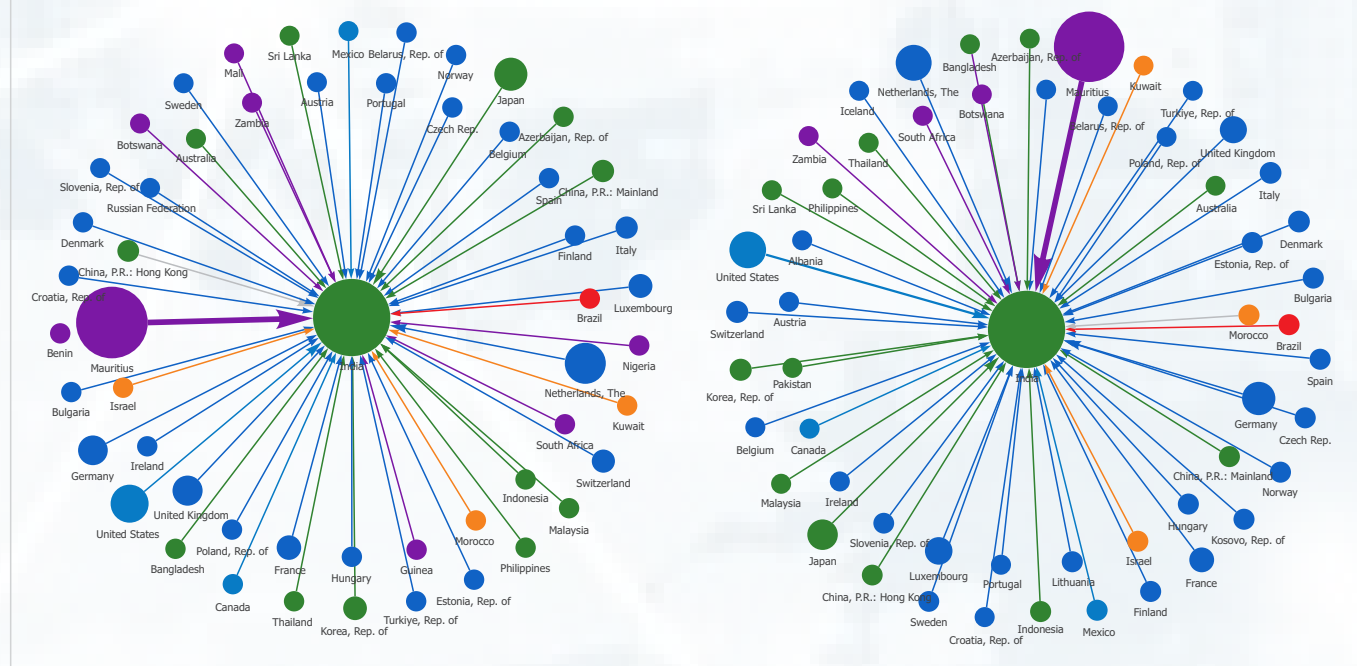 Sri Lanka
Mexico
Belarus, Rep. of
Mali
Norway
Sweden
Austria
Portugal
Japan
Zambia
Czech Rep.
Azerbaijan, Rep. of
Botswana
Australia
Belgium
Slovenia, Rep. of
China, P.R.: Mainland
Spain
Russian Federation
Denmark
Finland
Italy
China, P.R.: Hong Kong
Croatia, Rep. of
Luxembourg
Brazil
Benin
Mauritius
India
Nigeria
Netherlands, The
Bulgaria
Israel
Kuwait
South Africa
Germany
Ireland
Switzerland
Indonesia
United States
United Kingdom
Malaysia
Poland, Rep. of
Morocco
Bangladesh
France
Hungary
Guinea
Philippines
Canada
Estonia, Rep. of
Thailand
Korea, Rep. of
Turkiye, Rep. of
Azerbaijan, Rep. of
Bangladesh
Netherlands, The
Mauritius
Kuwait
Iceland
Botswana
Turkiye, Rep. of
South Africa
Belarus, Rep. of
Zambia
Thailand
Poland, Rep. of
United Kingdom
Italy
Sri Lanka
Philippines
Australia
Denmark
Albania
Estonia, Rep. of
United States
Bulgaria
Switzerland
Austria
Morocco
Brazil
India
Spain
Korea, Rep. of
Pakistan
Germany
Czech Rep.
Belgium
Canada
China, P.R.: Mainland
Norway
Malaysia
Ireland
Hungary
Kosovo, Rep. of
Slovenia, Rep. of
Japan
Luxembourg
Portugal
Lithuania
Israel
France
China, P.R.: Hong Kong
Finland
Sweden
Croatia, Rep. of
Indonesia
Mexico